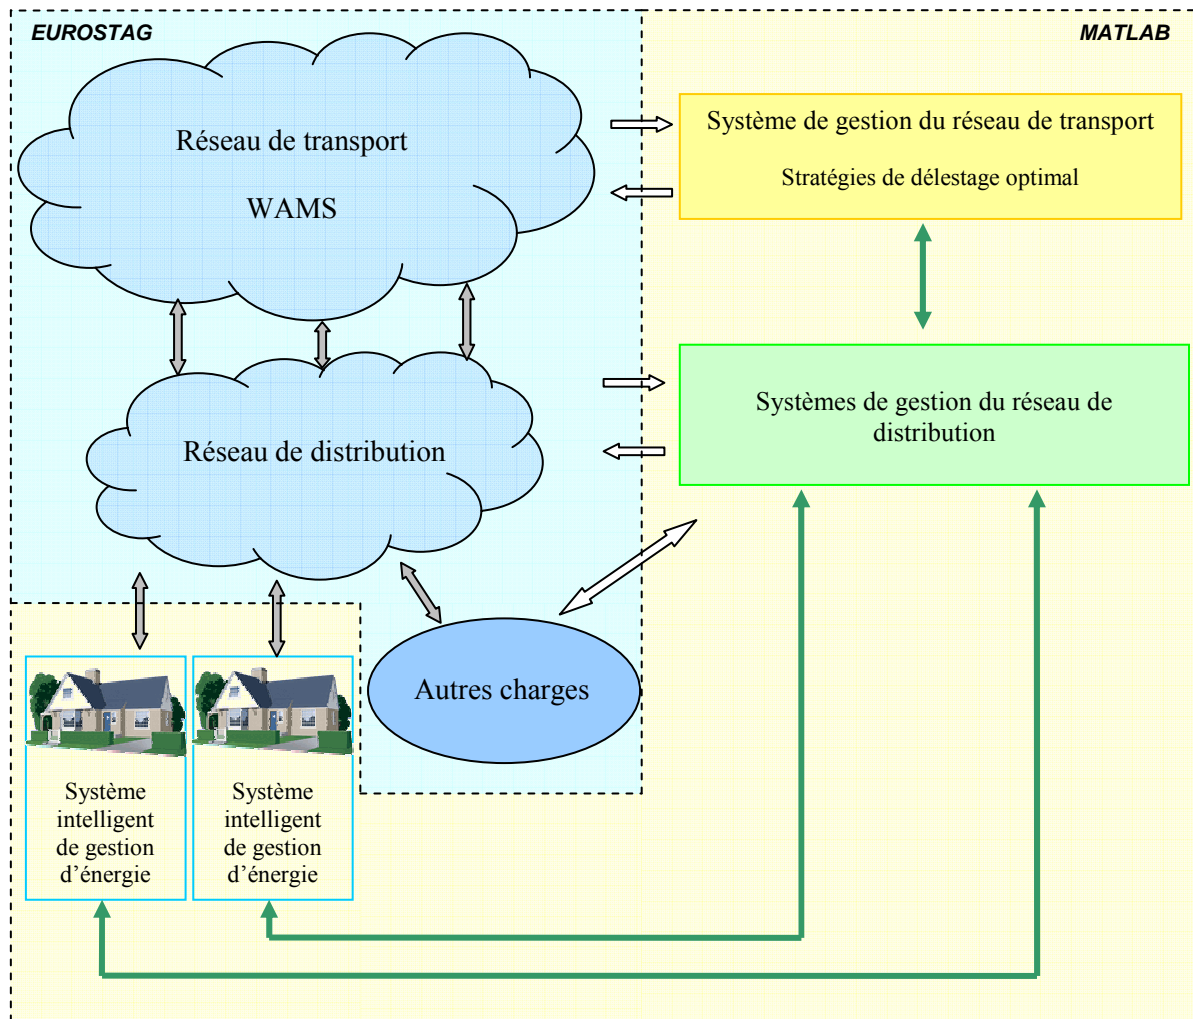 EUROSTAG
MATLAB
Réseau de transport
WAMS
Système de gestion du réseau de transport
Stratégies de délestage optimal
Réseau de distribution
Systèmes de gestion du réseau de
distribution
Autres charges
Système
intelligent
de gestion
d’énergie
Système
intelligent
de gestion
d’énergie